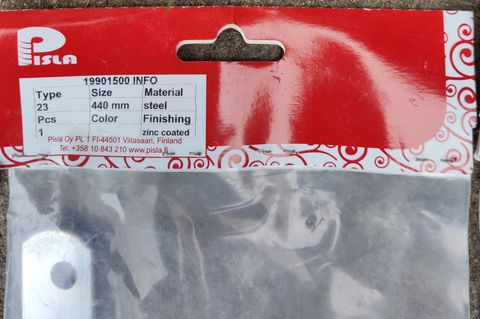 PISLA
19901500 INFO
Type Size Material
23 440 mm steel
Pcs Color Finishing
1 zinc coated
Pisla Oy PL 1 FI-44501 Viitasaari, Finland
Tel. +358 10 843 210 www.pisla.fi